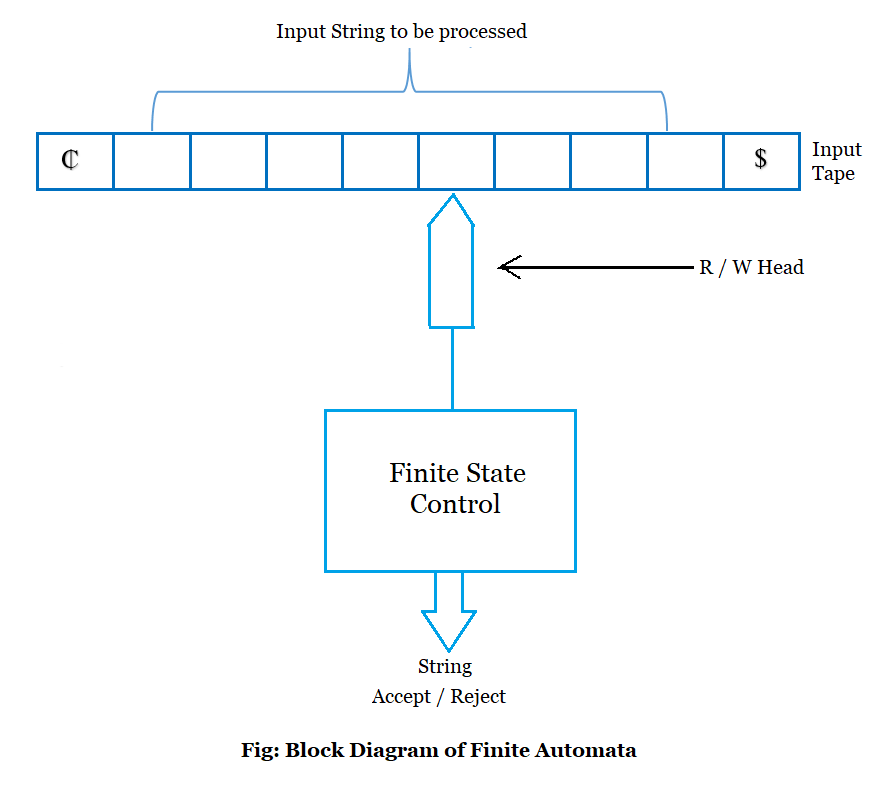 Input String to be processed
₵
$
Input
Tape
R / W Head
Finite State
Control
String
Accept / Reject
Fig: Block Diagram of Finite Automata